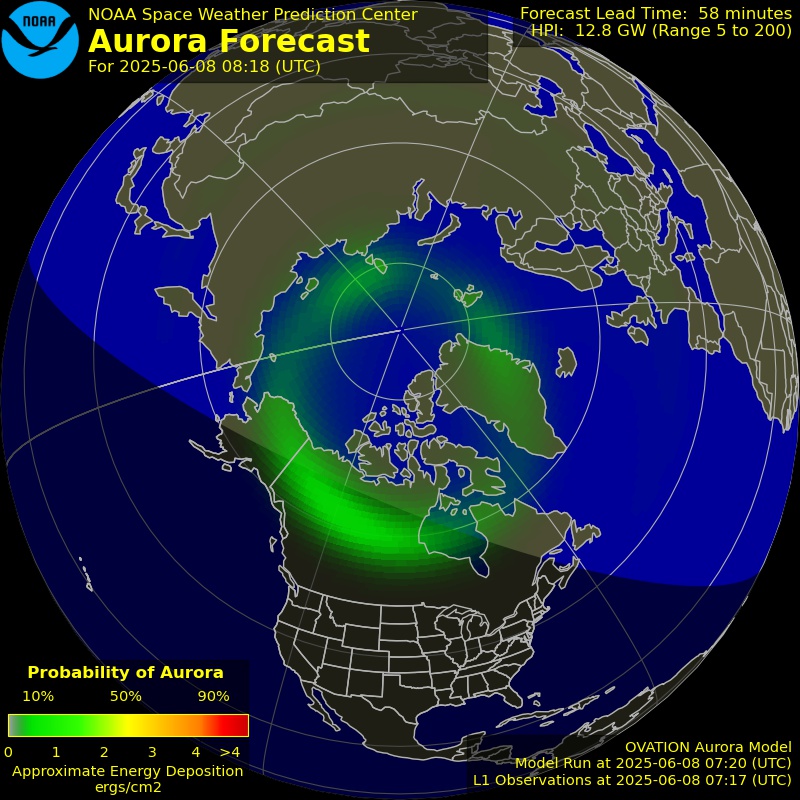 NOAA
NOAA Space Weather Prediction Center
Aurora Forecast
For 2025-06-08 08:18 (UTC)
Forecast Lead Time: 58 minutes
HPI: 12.8 GW (Range 5 to 200)
Probability of Aurora
10% 50% 90%
0 1 2 3 4 >4
Approximate Energy Deposition
ergs/cm2
OVATION Aurora Model
Model Run at 2025-06-08 07:20 (UTC)
L1 Observations at 2025-06-08 07:17 (UTC)